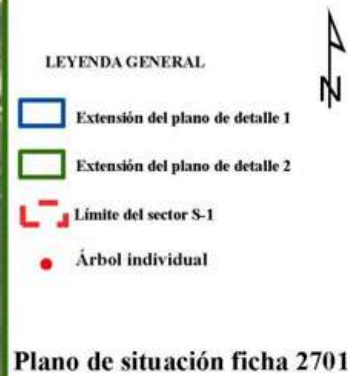 N
LEYENDA GENERAL
Extensión del plano de detalle 1
Extensión del plano de detalle 2
Límite del sector S-1
Árbol individual
Plano de situación ficha 2701